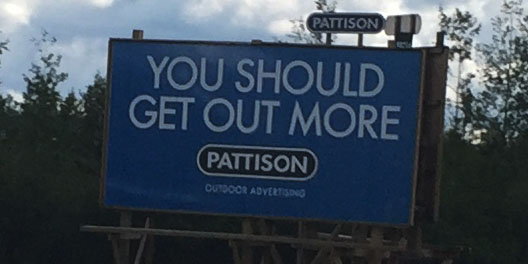 PATTISON
YOU SHOULD
GET OUT MORE
PATTISON
OUTDOOR ADVERTISING